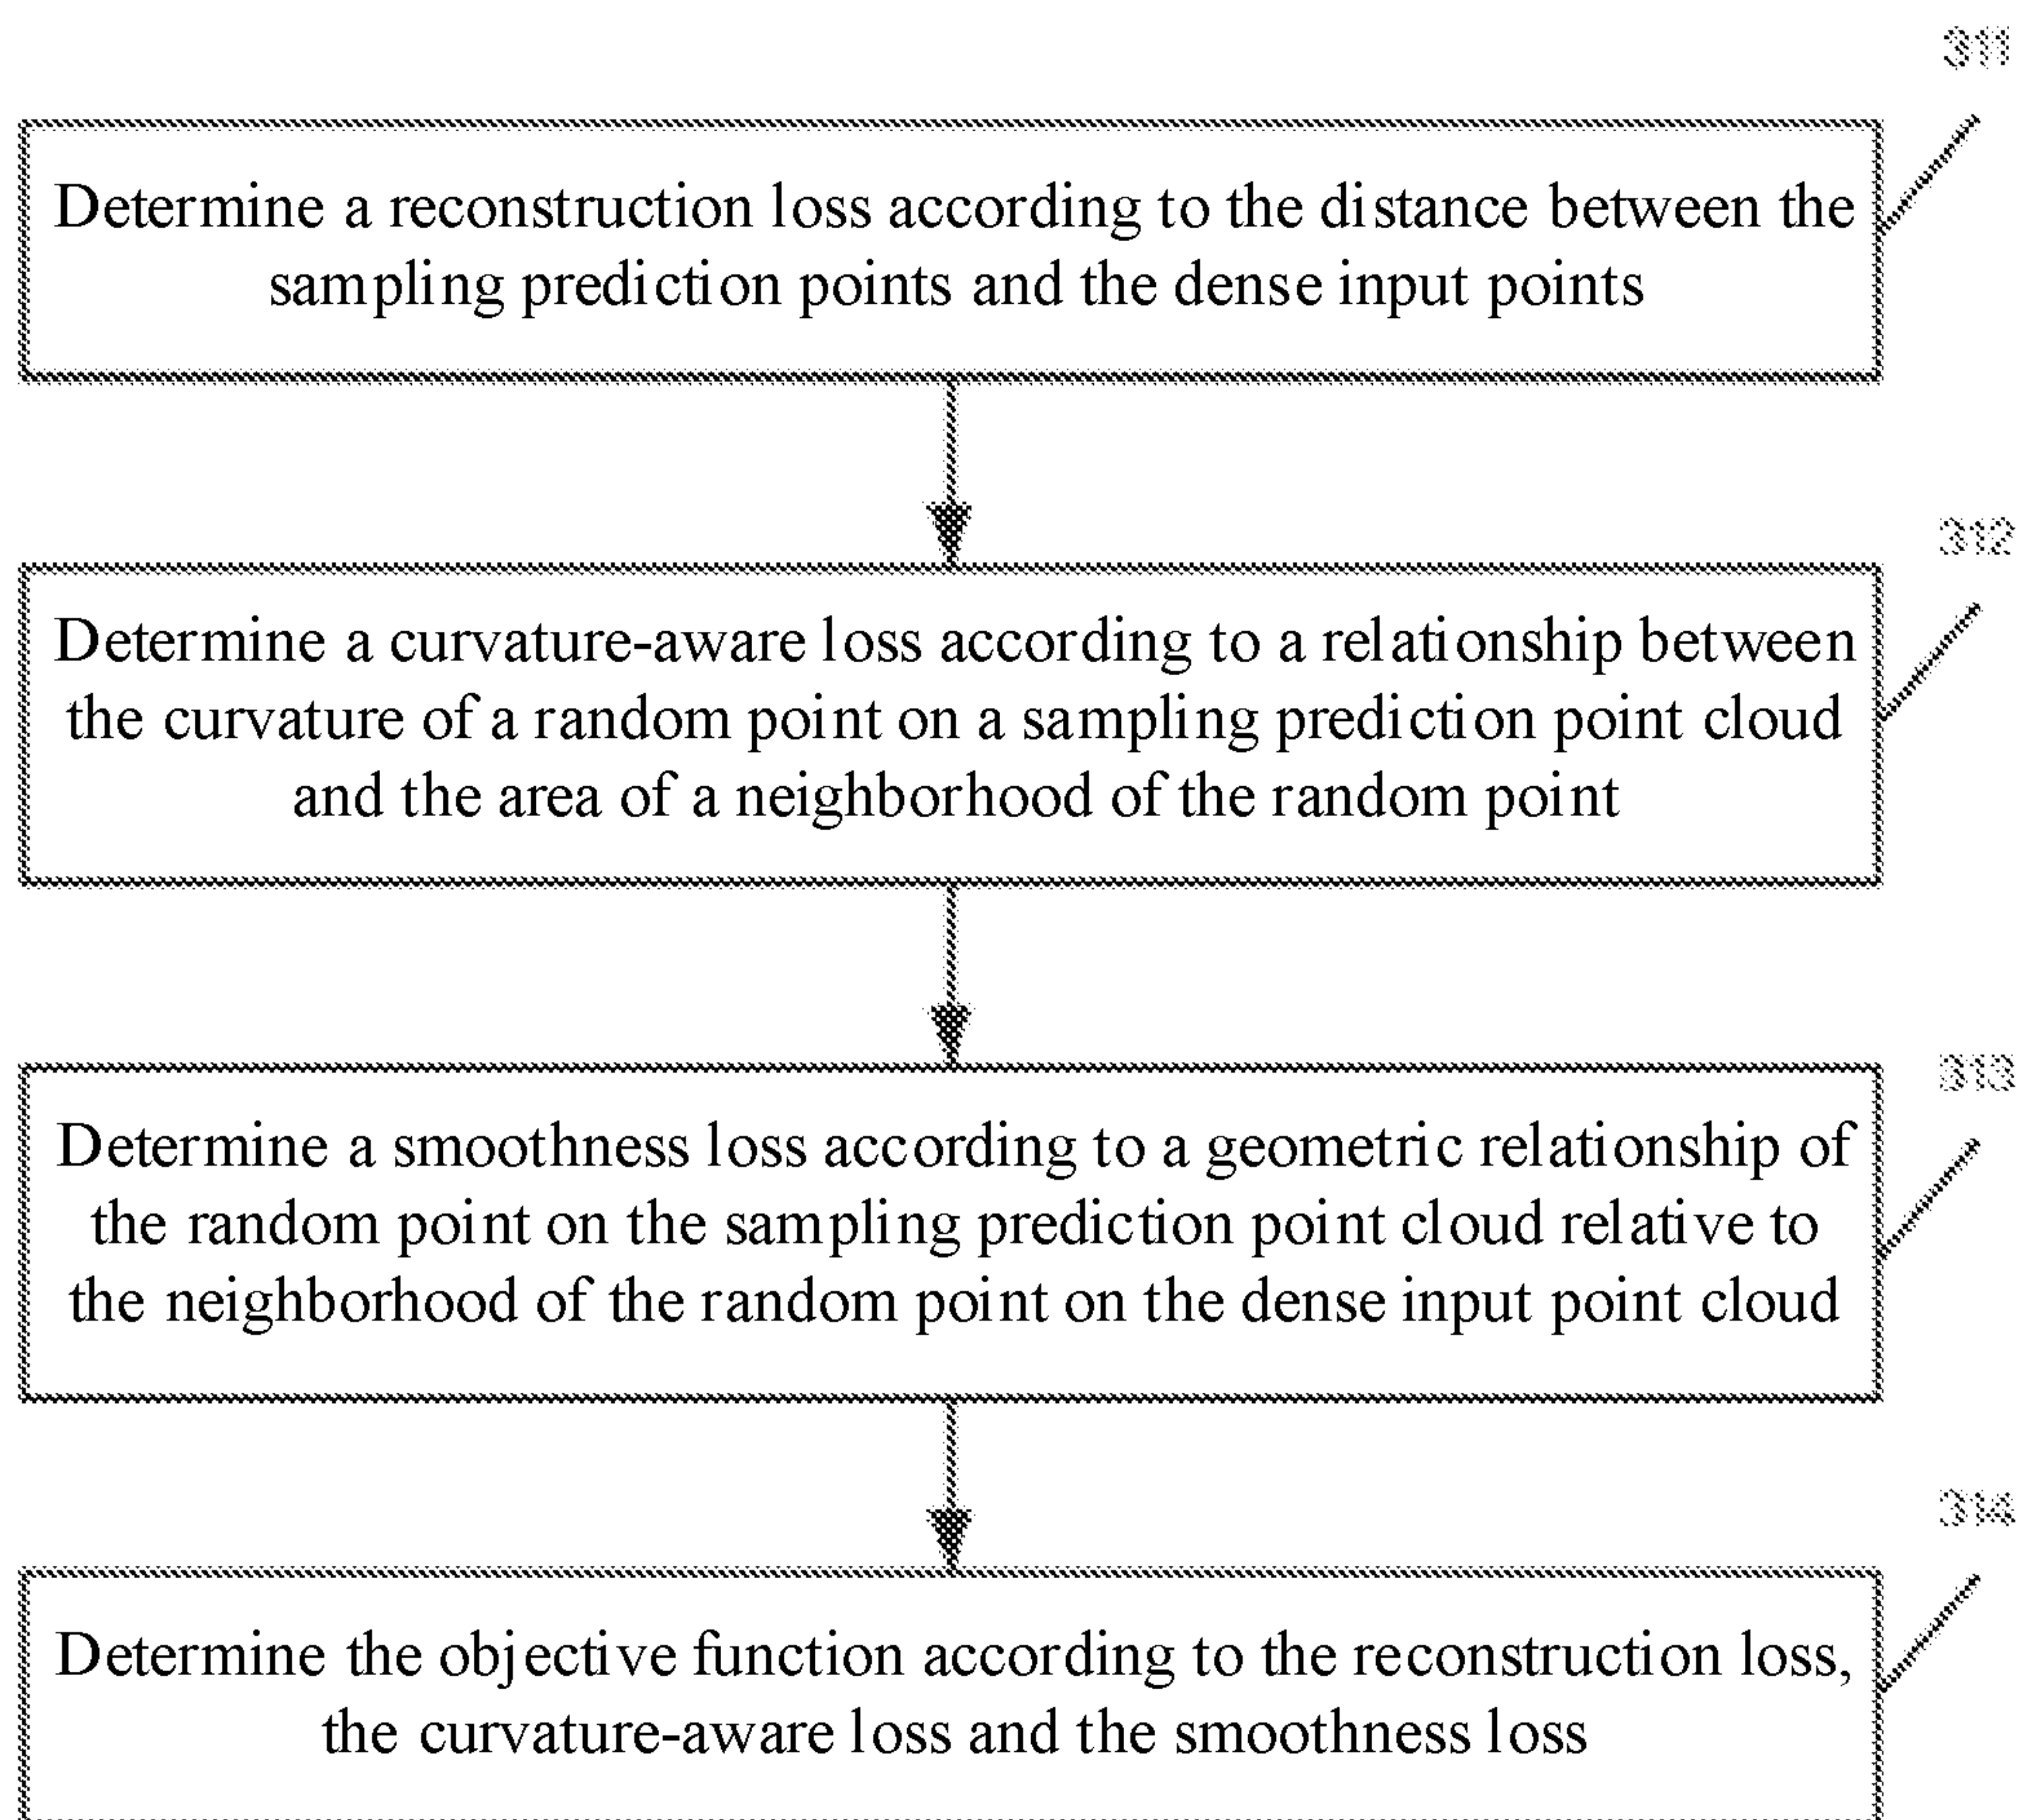 311
Determine a reconstruction loss according to the distance between the
sampling prediction points and the dense input points
312
Determine a curvature-aware loss according to a relationship between
the curvature of a random point on a sampling prediction point cloud
and the area of a neighborhood of the random point
313
Determine a smoothness loss according to a geometric relationship of
the random point on the sampling prediction point cloud relative to
the neighborhood of the random point on the dense input point cloud
314
Determine the objective function according to the reconstruction loss,
the curvature-aware loss and the smoothness loss